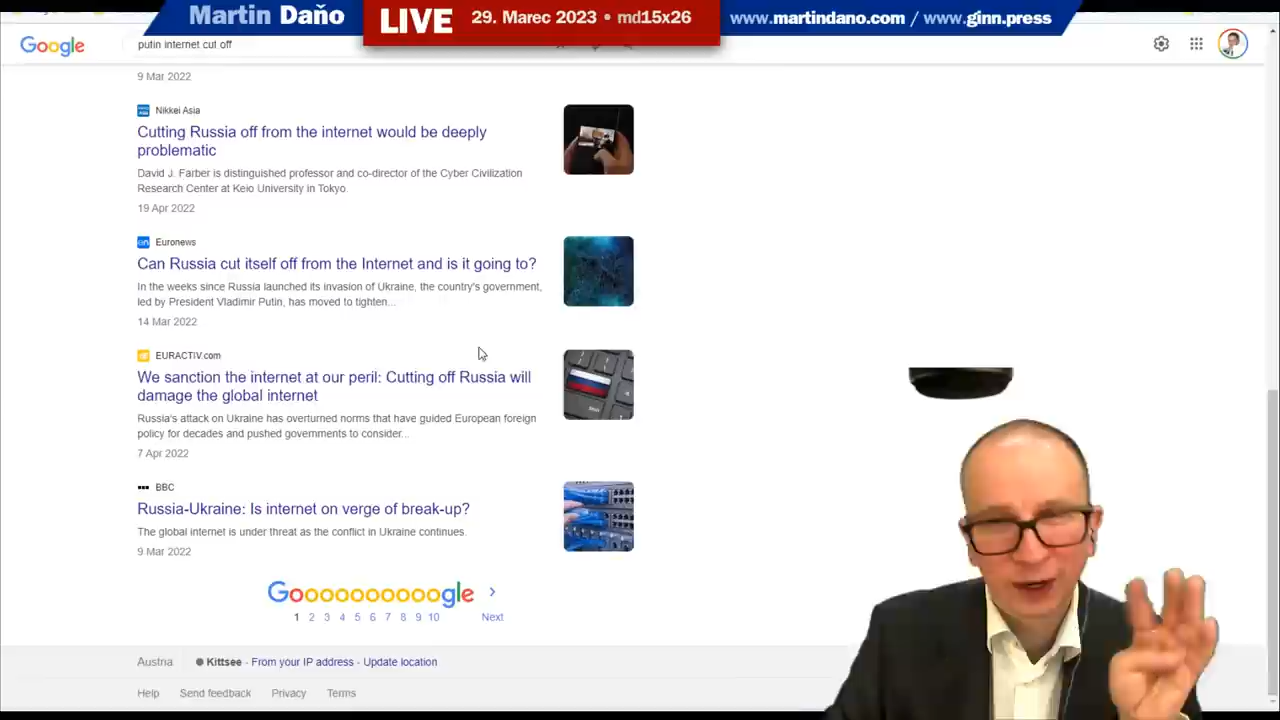 Martin Daňo
LIVE
29. Marec 2023 • md15x26
www.martindano.com / www.ginn.press
Google
putin internet cut off
9 Mar 2022
Nikkei Asia
Cutting Russia off from the internet would be deeply
problematic
David J. Farber is distinguished professor and co-director of the Cyber Civilization
Research Center at Keio University in Tokyo.
19 Apr 2022
Euronews
Can Russia cut itself off from the Internet and is it going to?
In the weeks since Russia launched its invasion of Ukraine, the country's government,
led by President Vladimir Putin, has moved to tighten...
14 Mar 2022
EURACTIV.com
We sanction the internet at our peril: Cutting off Russia will
damage the global internet
Russia's attack on Ukraine has overturned norms that have guided European foreign
policy for decades and pushed governments to consider...
7 Apr 2022
BBC
Russia-Ukraine: Is internet on verge of break-up?
The global internet is under threat as the conflict in Ukraine continues.
9 Mar 2022
Goooooooooogle >
1 2 3 4 5 6 7 8 9 10 Next
Austria Kittsee - From your IP address - Update location
Help Send feedback Privacy Terms